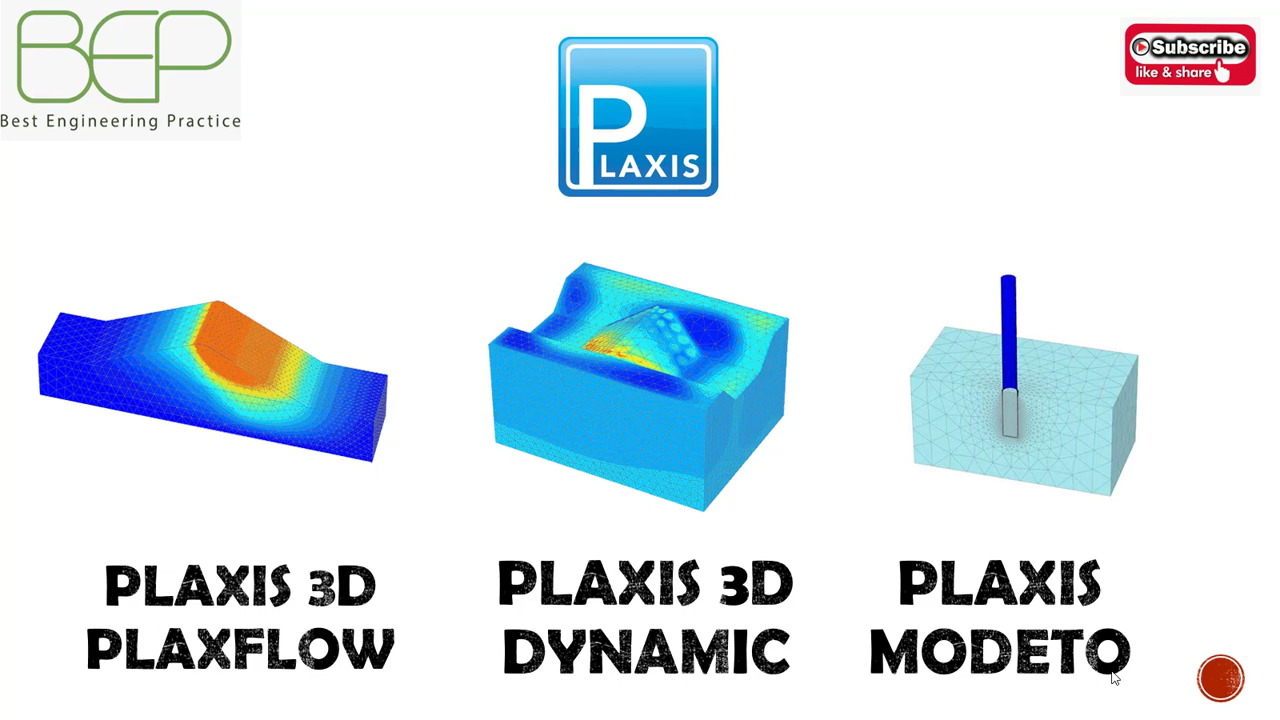 BEP
Best Engineering Practice
PLAXIS
Subscribe
like & share
PLAXIS 3D
PLAXFLOW
PLAXIS 3D
DYNAMIC
PLAXIS
MODETO